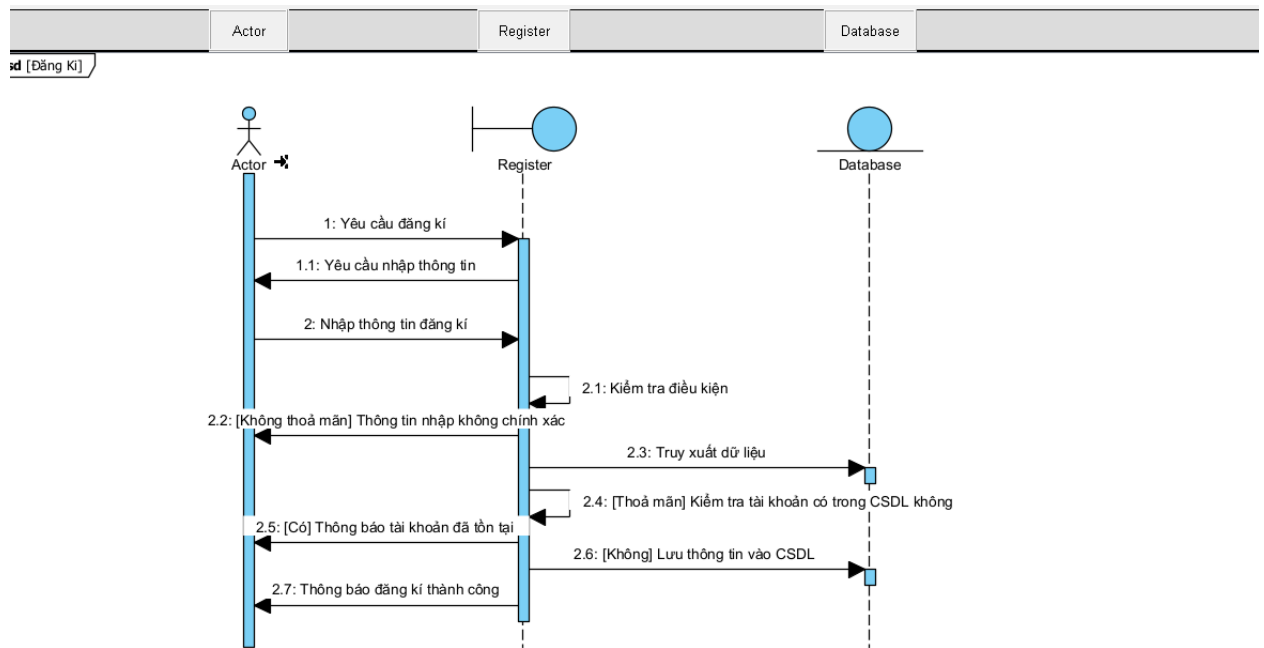 Actor
Register
Database
sd [Đăng Kí]
Actor
Register
Database
1: Yêu cầu đăng kí
1.1: Yêu cầu nhập thông tin
2: Nhập thông tin đăng kí
2.1: Kiểm tra điều kiện
2.2: [Không thoả mãn] Thông tin nhập không chính xác
2.3: Truy xuất dữ liệu
2.4: [Thoả mãn] Kiểm tra tài khoản có trong CSDL không
2.5: [Có] Thông báo tài khoản đã tồn tại
2.6: [Không] Lưu thông tin vào CSDL
2.7: Thông báo đăng kí thành công